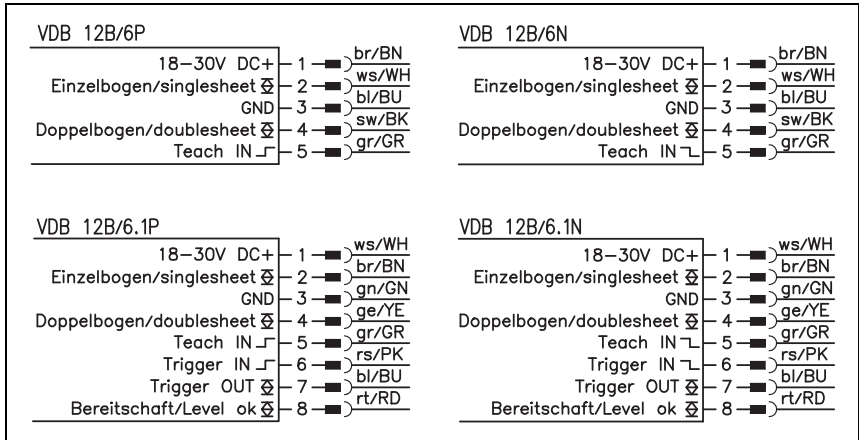 VDB 12B/6P
18-30V DC+ 1 br/BN
Einzelbogen/singlesheet 2 ws/WH
GND 3 bl/BU
Doppelbogen/doublesheet 4 sw/BK
Teach IN 5 gr/GR
VDB 12B/6N
18-30V DC+ 1 br/BN
Einzelbogen/singlesheet 2 ws/WH
GND 3 bl/BU
Doppelbogen/doublesheet 4 sw/BK
Teach IN 5 gr/GR
VDB 12B/6.1P
18-30V DC+ 1 ws/WH
Einzelbogen/singlesheet 2 br/BN
GND 3 gn/GN
Doppelbogen/doublesheet 4 ge/YE
Teach IN 5 gr/GR
Trigger IN 6 rs/PK
Trigger OUT 7 bl/BU
Bereitschaft/Level ok 8 rt/RD
VDB 12B/6.1N
18-30V DC+ 1 ws/WH
Einzelbogen/singlesheet 2 br/BN
GND 3 gn/GN
Doppelbogen/doublesheet 4 ge/YE
Teach IN 5 gr/GR
Trigger IN 6 rs/PK
Trigger OUT 7 bl/BU
Bereitschaft/Level ok 8 rt/RD